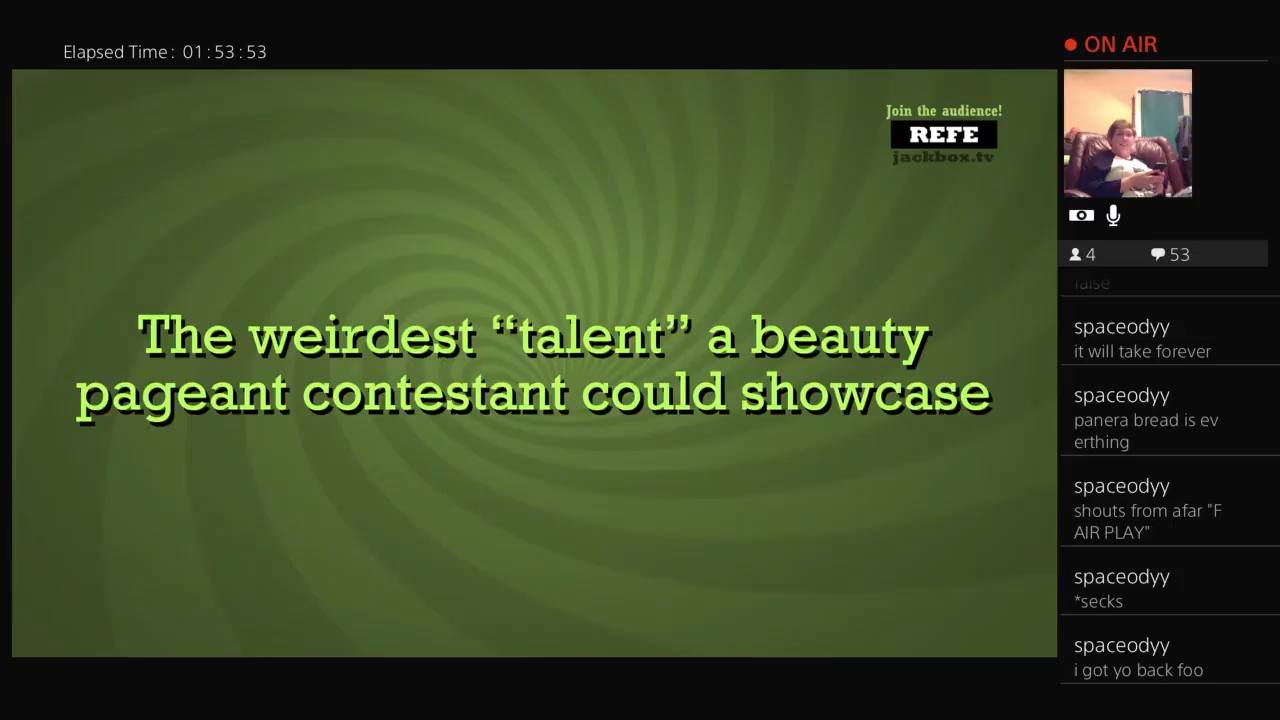 Elapsed Time: 01:53:53
ON AIR
Join the audience!
REFE
jackbox.tv
The weirdest “talent” a beauty
pageant contestant could showcase
4
53
false
spaceodyy
it will take forever
spaceodyy
panera bread is ev
erthing
spaceodyy
shouts from afar "F
AIR PLAY"
spaceodyy
*secks
spaceodyy
i got yo back foo